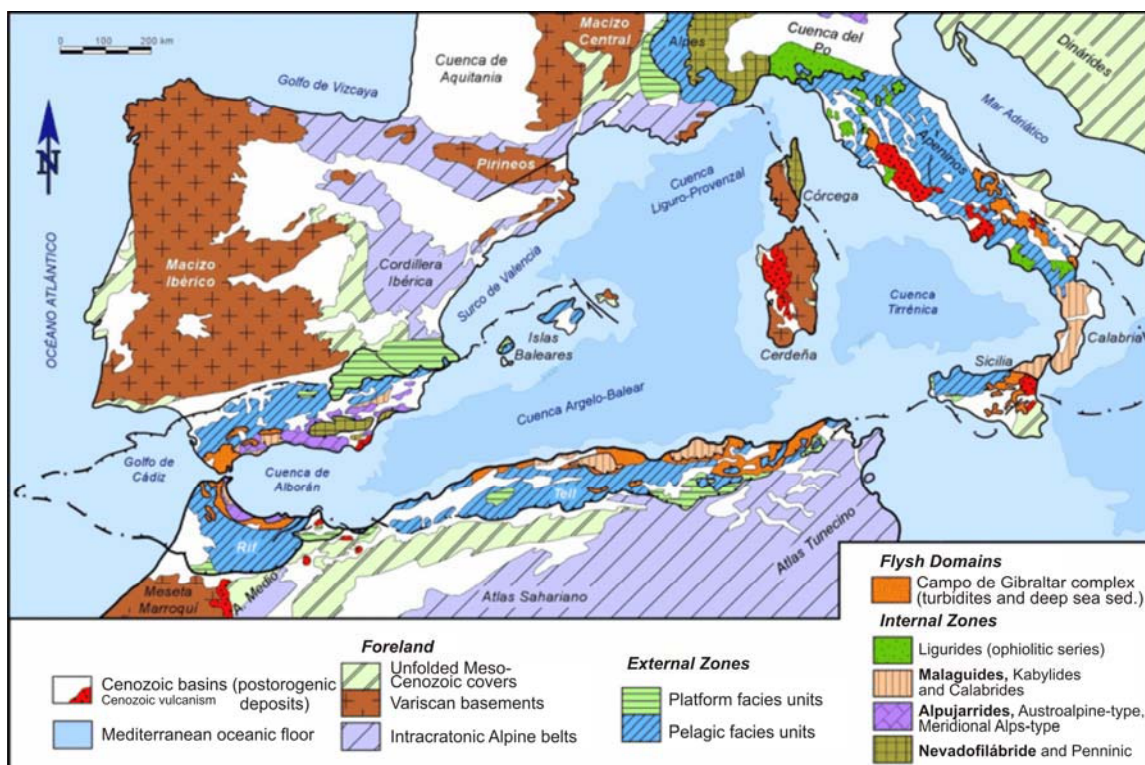 0 100 200 km
N
Golfo de Vizcaya
Cuenca de
Aquitania
Macizo
Central
Alpes
Cuenca del
Po
Dinárides
Mar Adriático
Apeninos
Pirineos
Cuenca
Liguro-Provenzal
Córcega
OCÉANO ATLÁNTICO
Macizo
Ibérico
Cordillera
Ibérica
Surco de Valencia
Islas
Baleares
Cerdeña
Cuenca
Tirrénica
Calabria
Sicilia
Cuenca Argelo-Balear
Golfo de
Cádiz
Cuenca de
Alborán
Tell
Rif
Meseta
Marroquí
A. Medio
Atlas Sahariano
Atlas Tunecino
Cenozoic basins (postorogenic
deposits)
Cenozoic vulcanism
Mediterranean oceanic floor
Foreland
Unfolded Meso-
Cenozoic covers
Variscan basements
Intracratonic Alpine belts
External Zones
Platform facies units
Pelagic facies units
Flysh Domains
Campo de Gibraltar complex
(turbidites and deep sea sed.)
Internal Zones
Ligurides (ophiolitic series)
Malaguides, Kabylides
and Calabrides
Alpujarrides, Austroalpine-type,
Meridional Alps-type
Nevadofilábride and Penninic